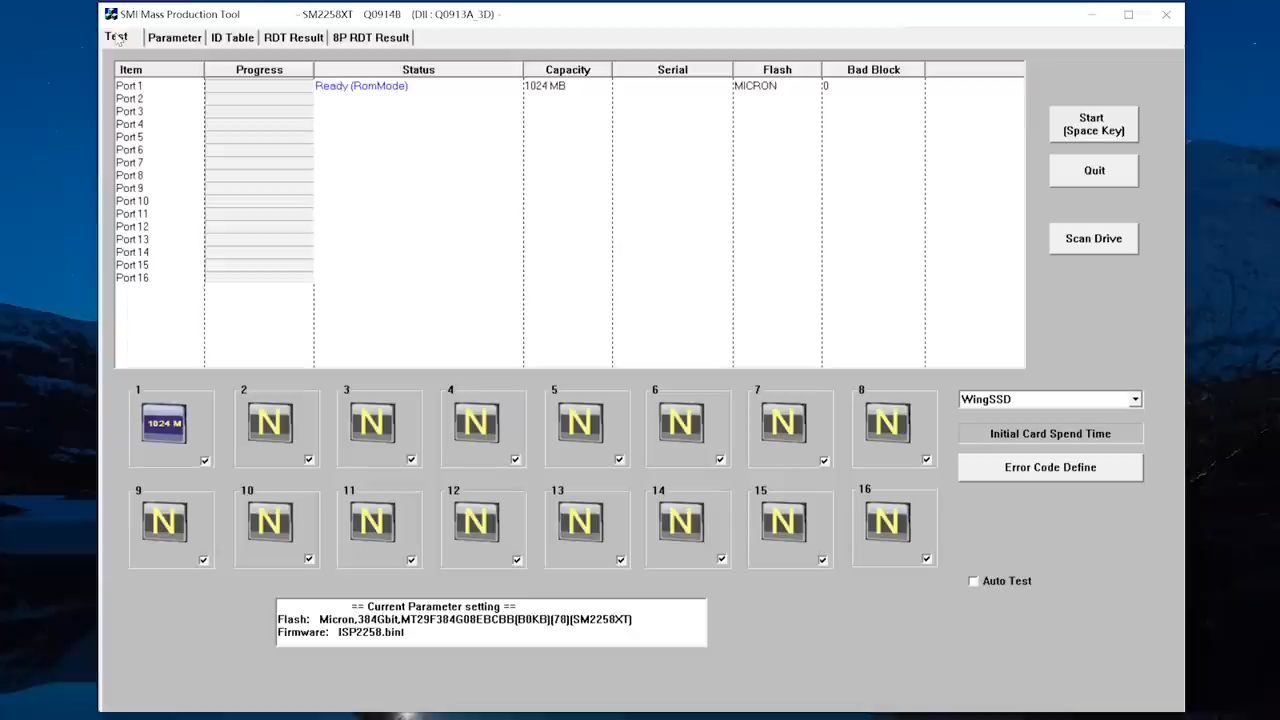 SMI Mass Production Tool - SM2258XT Q0914B (Dll : Q0913A_3D) -
Test Parameter ID Table RDT Result 8P RDT Result
Item Progress Status Capacity Serial Flash Bad Block
Port 1 Ready (RomMode) 1024 MB MICRON 0
Port 2
Port 3
Port 4
Port 5
Port 6
Port 7
Port 8
Port 9
Port 10
Port 11
Port 12
Port 13
Port 14
Port 15
Port 16
Start
(Space Key)
Quit
Scan Drive
1 2 3 4 5 6 7 8
1024 M N N N N N N N
WingSSD
Initial Card Spend Time
Error Code Define
9 10 11 12 13 14 15 16
N N N N N N N N
Auto Test
== Current Parameter setting ==
Flash: Micron,384Gbit,MT29F384G08EBCBB(B0KB)(78)(SM2258XT)
Firmware: ISP2258.binl